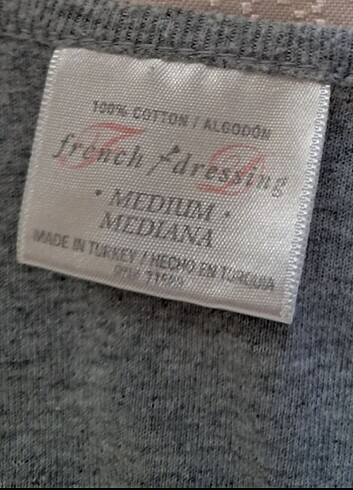 100% COTTON / ALGODÓN
french dressing
• MEDIUM •
MEDIANA
MADE IN TURKEY / HECHO EN TURQUIA